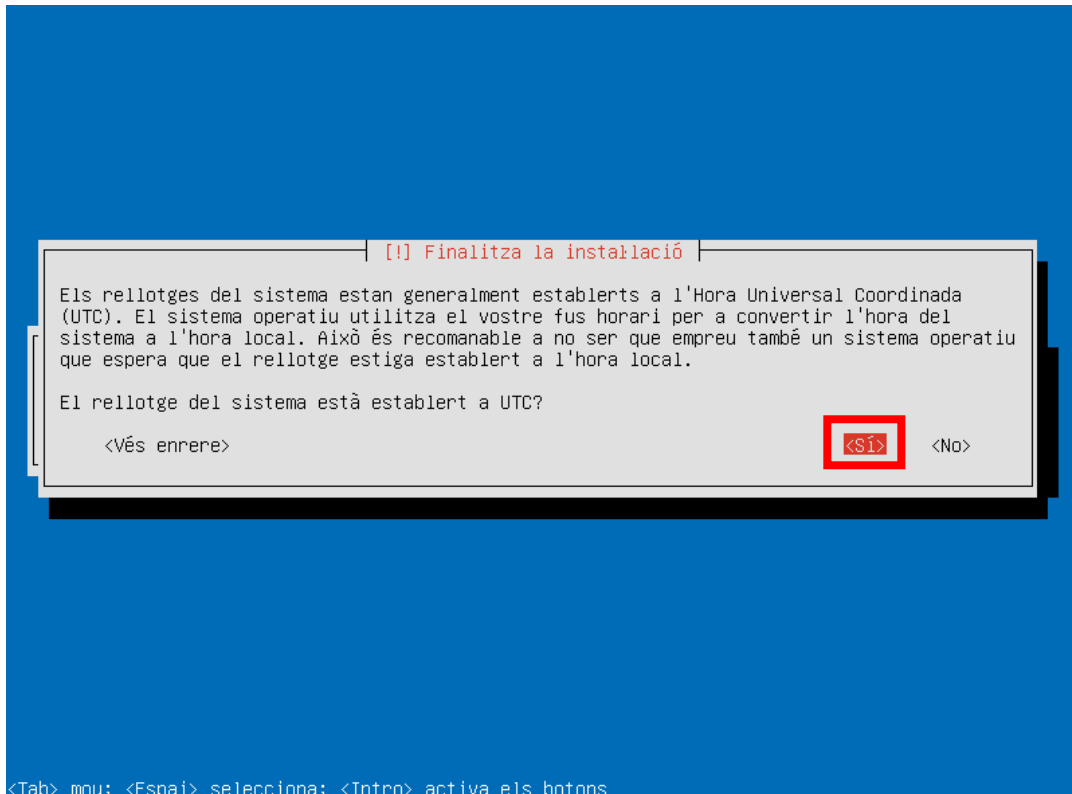 [!] Finalitza la instaŀlació
Els rellotges del sistema estan generalment establerts a l'Hora Universal Coordinada
(UTC). El sistema operatiu utilitza el vostre fus horari per a convertir l'hora del
sistema a l'hora local. Això és recomanable a no ser que empreu també un sistema operatiu
que espera que el rellotge estiga establert a l'hora local.
El rellotge del sistema està establert a UTC?
<Vés enrere> <Sí> <No>
<Tab> mou; <Espai> selecciona; <Intro> activa els botons